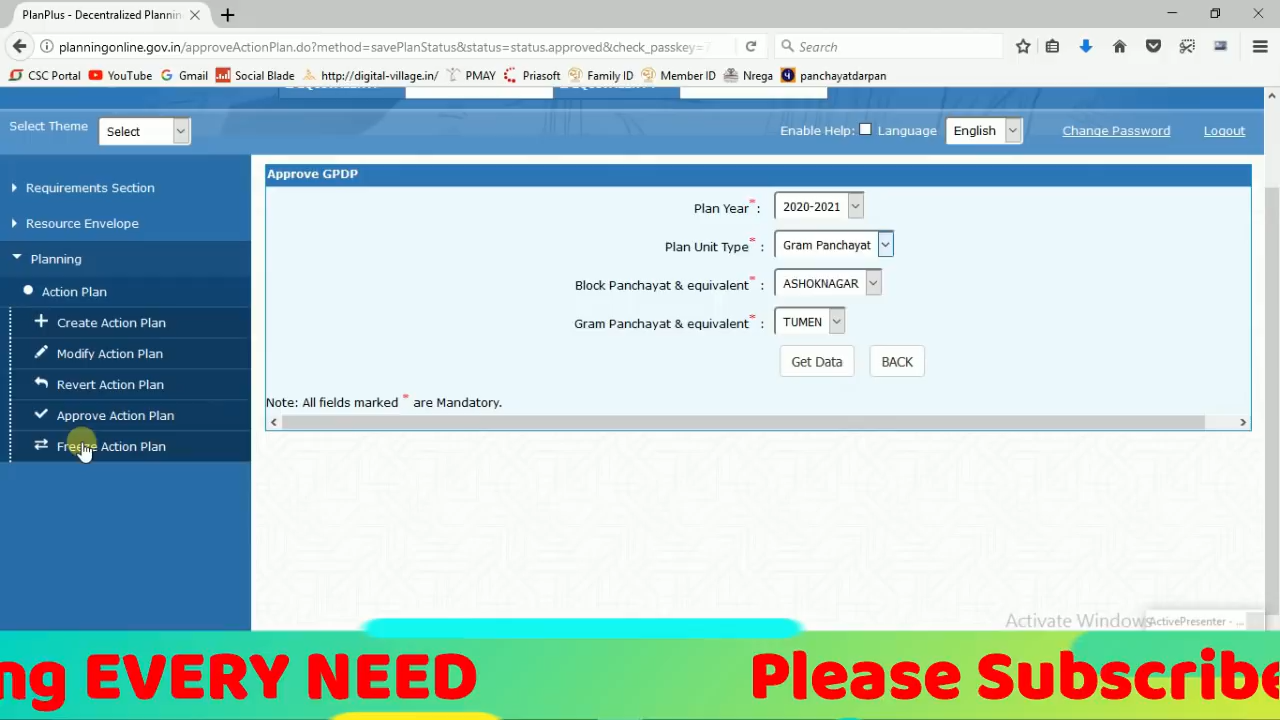 PlanPlus - Decentralized Plannin
planningonline.gov.in/approveActionPlan.do?method=savePlanStatus&status=status.approved&check_passkey=
Search
CSC Portal YouTube Gmail Social Blade http://digital-village.in/ PMAY Priasoft Family ID Member ID Nrega panchayatdarpan
Select Theme Select Enable Help: Language English Change Password Logout
Requirements Section
Resource Envelope
Planning
Action Plan
Create Action Plan
Modify Action Plan
Revert Action Plan
Approve Action Plan
Freeze Action Plan
Approve GPDP
Plan Year* : 2020-2021
Plan Unit Type* : Gram Panchayat
Block Panchayat & equivalent* : ASHOKNAGAR
Gram Panchayat & equivalent* : TUMEN
Get Data BACK
Note: All fields marked * are Mandatory.
Activate Windows
ActivePresenter - ...
ng EVERY NEED Please Subscribe